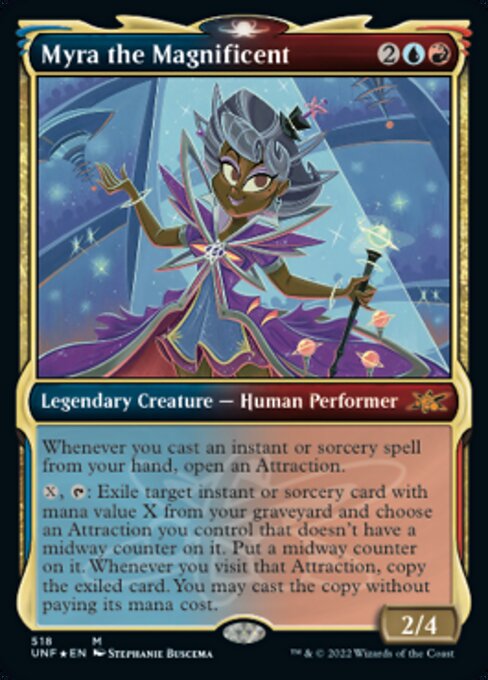 Myra the Magnificent 2
Legendary Creature — Human Performer
Whenever you cast an instant or sorcery spell
from your hand, open an Attraction.
X, : Exile target instant or sorcery card with
mana value X from your graveyard and choose
an Attraction you control that doesn't have a
midway counter on it. Put a midway counter
on it. Whenever you visit that Attraction, copy
the exiled card. You may cast the copy without
paying its mana cost.
2/4
518 M
UNF★EN STEPHANIE BUSCEMA
™ & © 2022 Wizards of the Coast